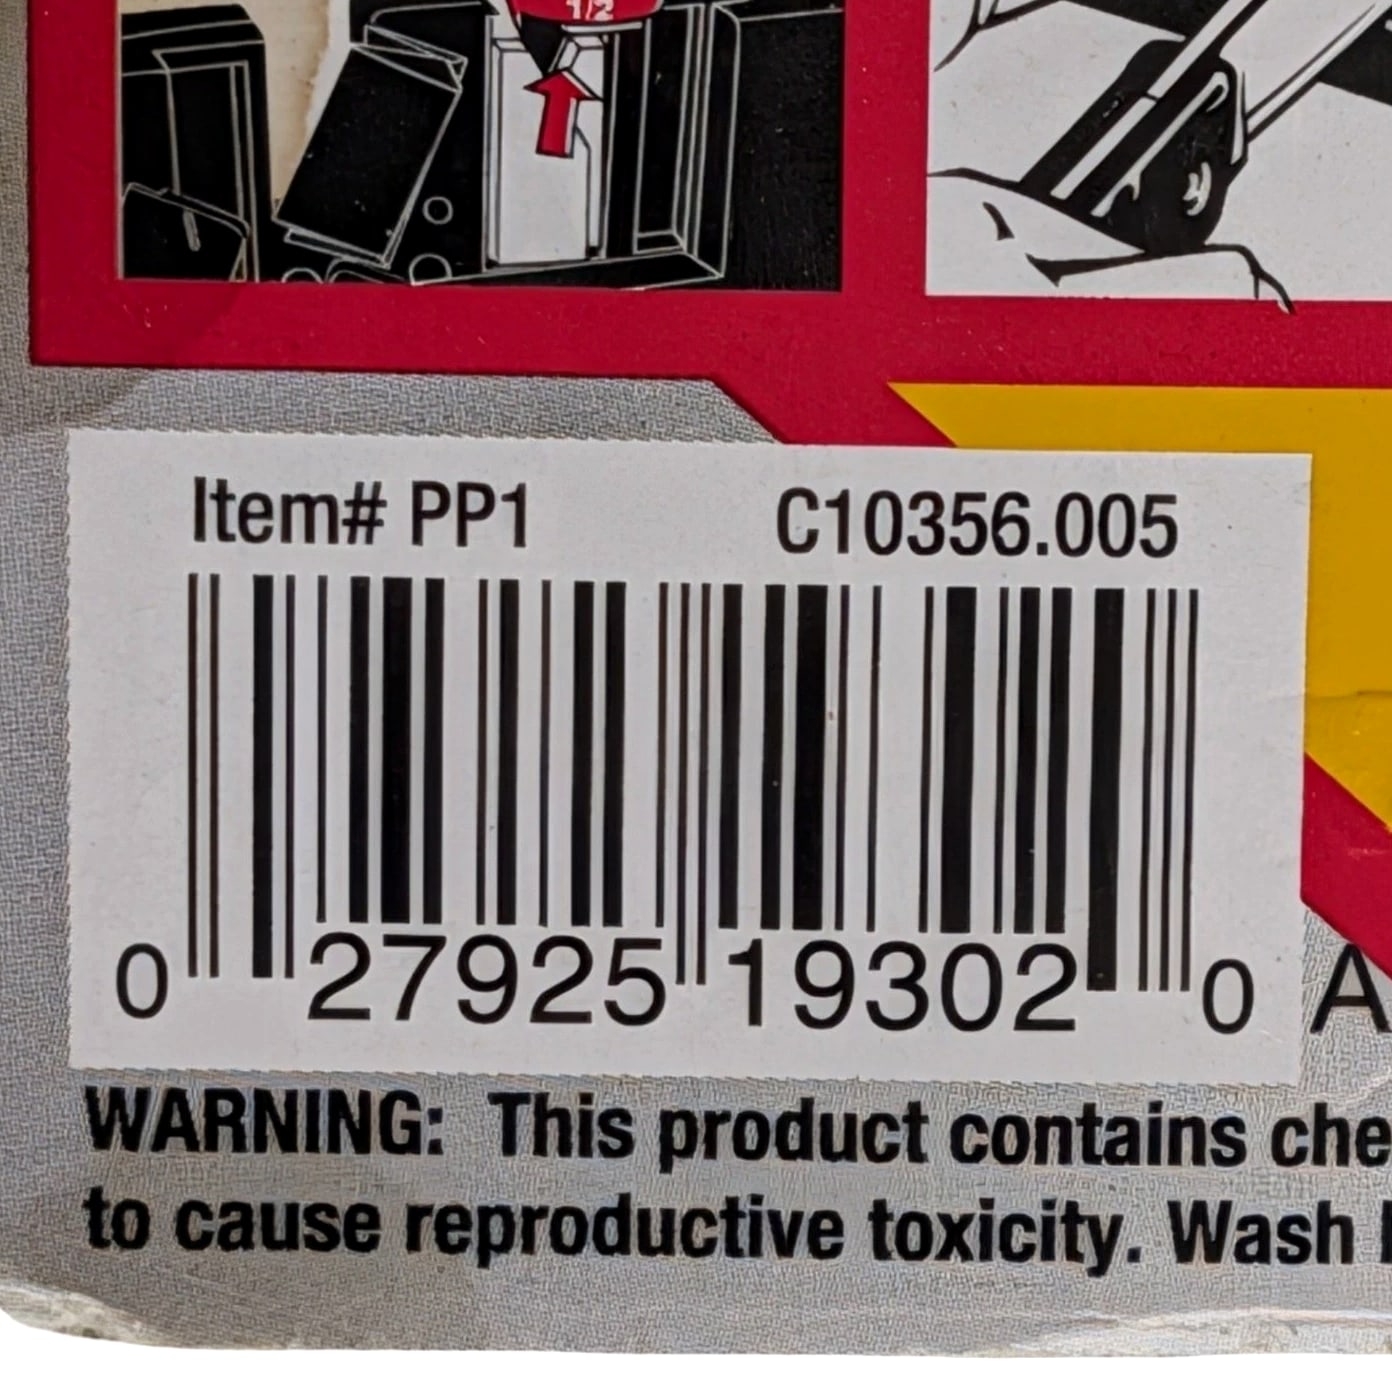 1/2
Item# PP1 C10356.005
0 27925 19302 0 A
WARNING: This product contains che
to cause reproductive toxicity. Wash